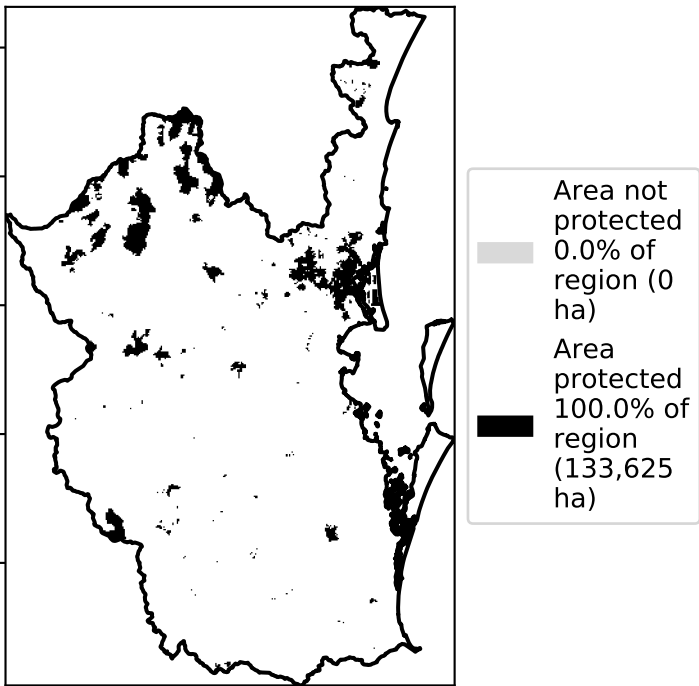 Area not
protected
0.0% of
region (0
ha)
Area
protected
100.0% of
region
(133,625
ha)